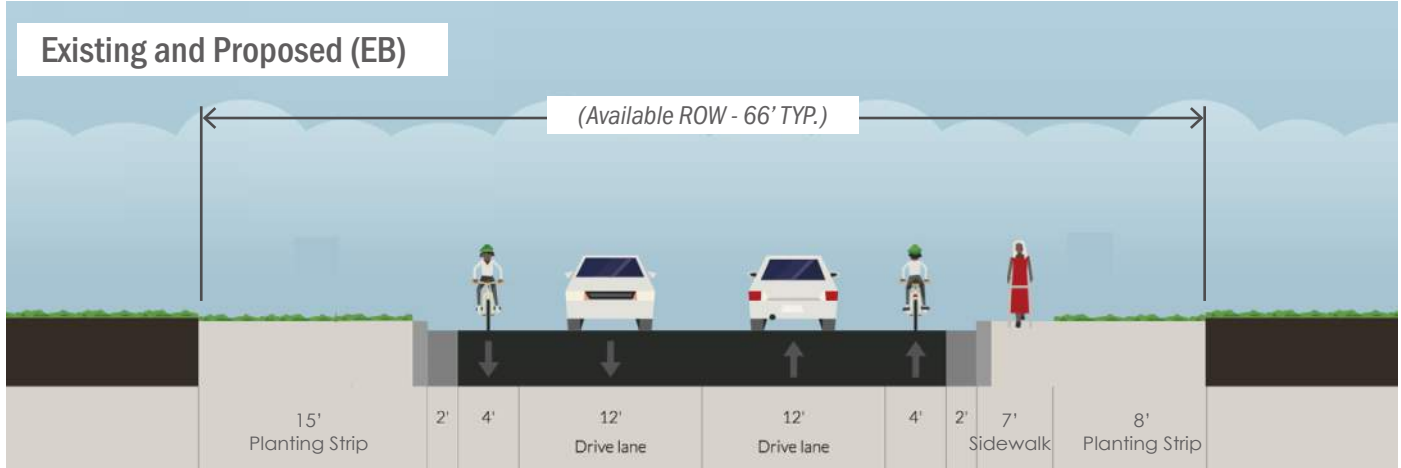 Existing and Proposed (EB)
(Available ROW - 66' TYP.)
15'
Planting Strip
2'
4'
12'
Drive lane
12'
Drive lane
4'
2'
7'
Sidewalk
8'
Planting Strip